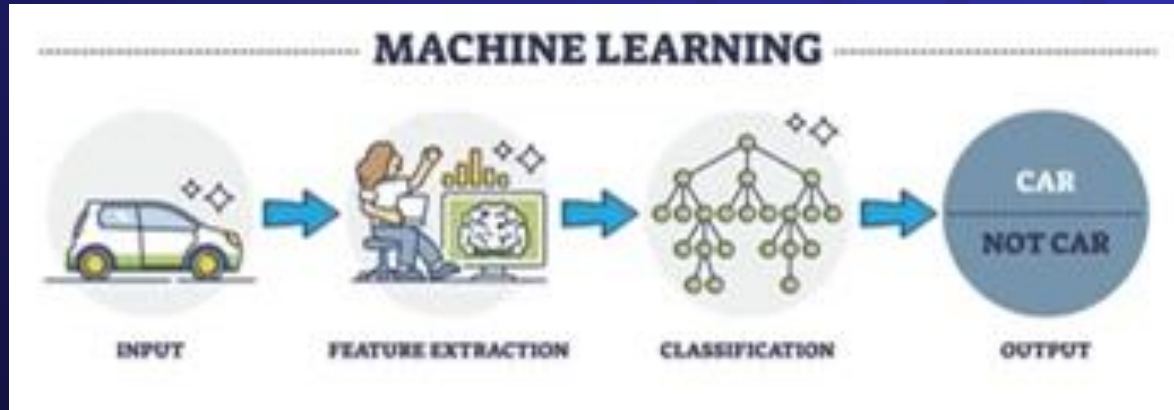 MACHINE LEARNING
CAR
NOT CAR
INPUT
FEATURE EXTRACTION
CLASSIFICATION
OUTPUT